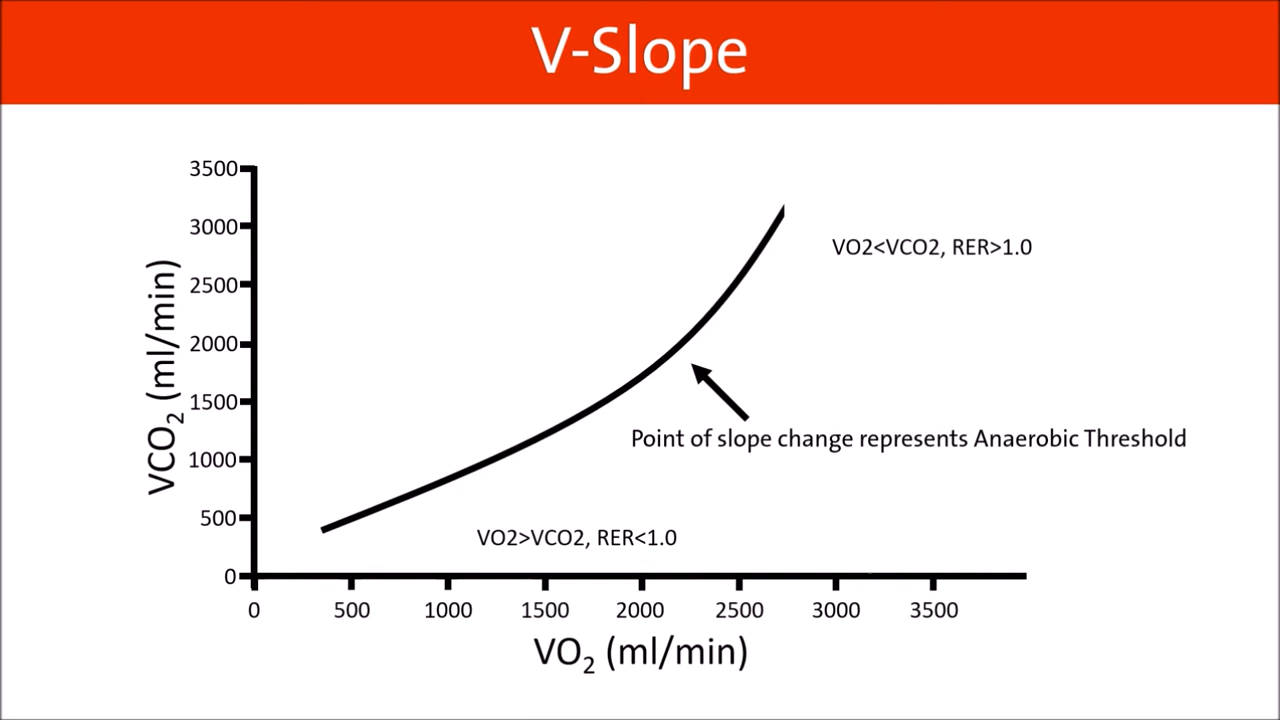 V-Slope
VCO₂ (ml/min)
3500
3000
2500
2000
1500
1000
500
0
VO2<VCO2, RER>1.0
Point of slope change represents Anaerobic Threshold
VO2>VCO2, RER<1.0
0 500 1000 1500 2000 2500 3000 3500
VO₂ (ml/min)